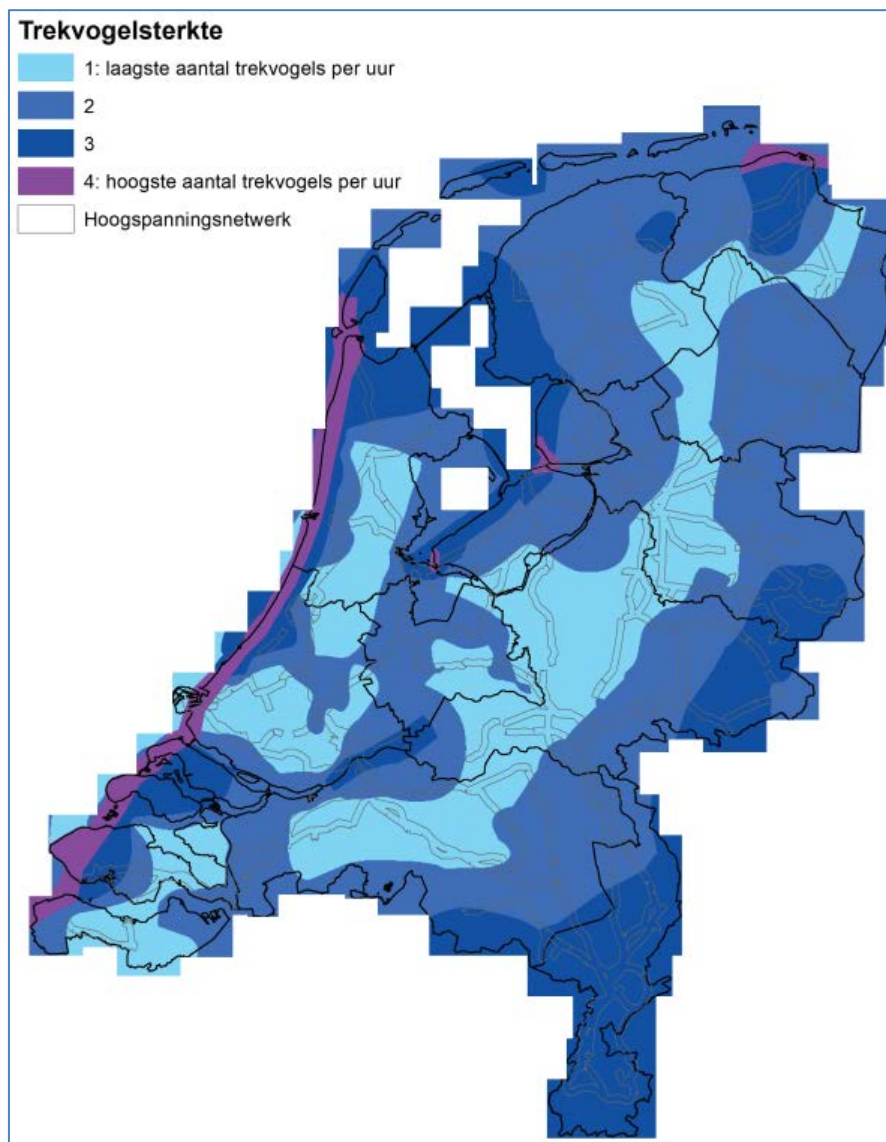 Trekvogelsterkte
1: laagste aantal trekvogels per uur
2
3
4: hoogste aantal trekvogels per uur
Hoogspanningsnetwerk